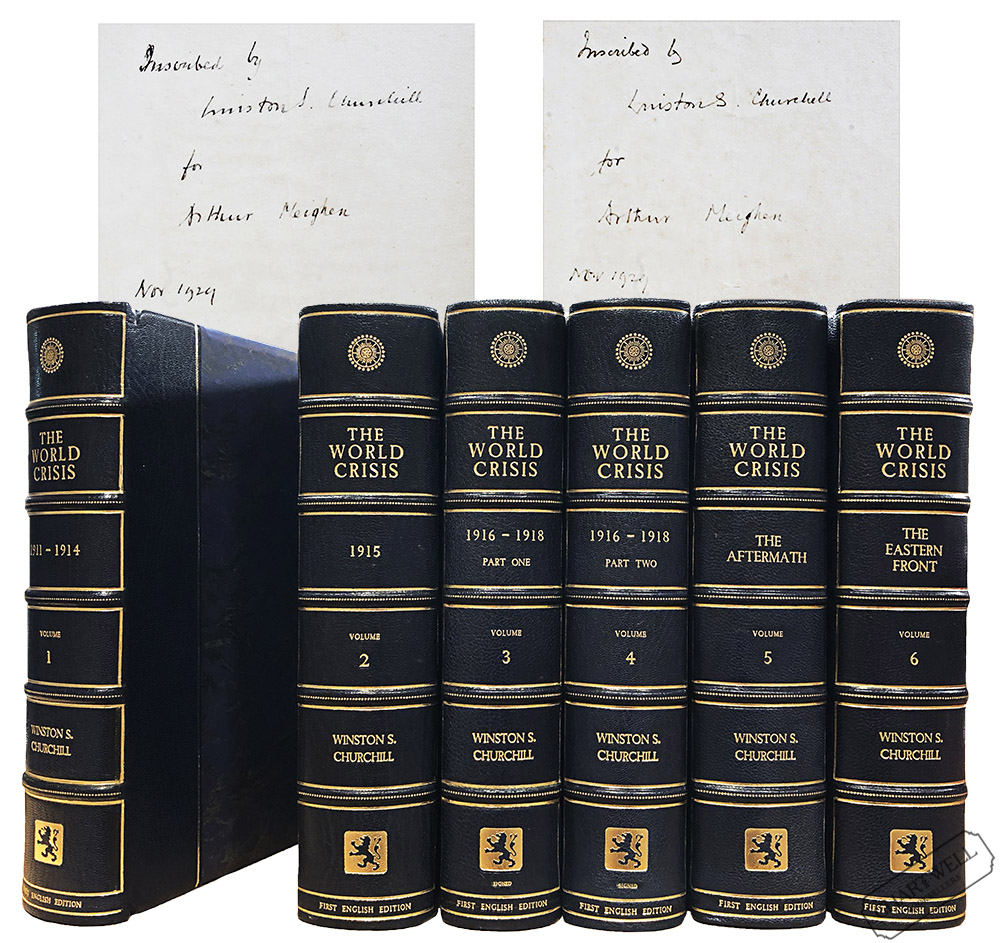 Inscribed by
Winston S. Churchill
for
Arthur Meighen
Nov 1929
Inscribed by
Winston S. Churchill
for
Arthur Meighen
Nov 1929
THE
WORLD
CRISIS
1911 – 1914
VOLUME
1
WINSTON S.
CHURCHILL
FIRST ENGLISH EDITION
THE
WORLD
CRISIS
1915
VOLUME
2
WINSTON S.
CHURCHILL
FIRST ENGLISH EDITION
THE
WORLD
CRISIS
1916 – 1918
PART ONE
VOLUME
3
WINSTON S.
CHURCHILL
SIGNED
FIRST ENGLISH EDITION
THE
WORLD
CRISIS
1916 – 1918
PART TWO
VOLUME
4
WINSTON S.
CHURCHILL
SIGNED
FIRST ENGLISH EDITION
THE
WORLD
CRISIS
THE
AFTERMATH
VOLUME
5
WINSTON S.
CHURCHILL
FIRST ENGLISH EDITION
THE
WORLD
CRISIS
THE
EASTERN
FRONT
VOLUME
6
WINSTON S.
CHURCHILL
FIRST ENGLISH EDITION